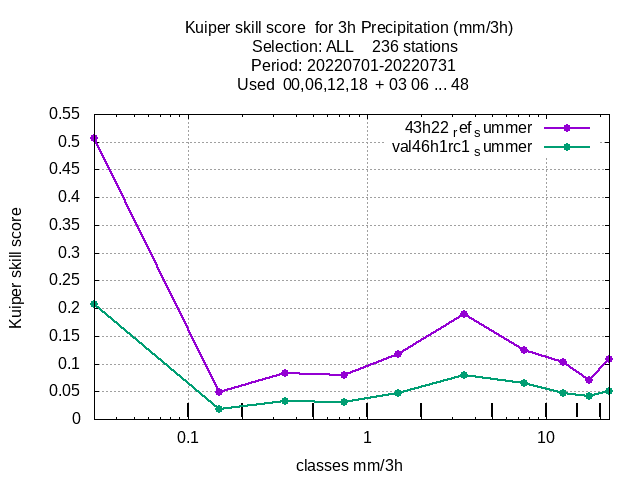 Kuiper skill score  for 3h Precipitation (mm/3h)
Selection: ALL    236 stations
Period: 20220701-20220731
Used  00,06,12,18  + 03 06 ... 48
43h22 refsummer
val46h1rc1 summer
0.55
0.5
0.45
0.4
0.35
0.3
0.25
0.2
0.15
0.1
0.05
0
Kuiper skill score
0.1 1 10
classes mm/3h